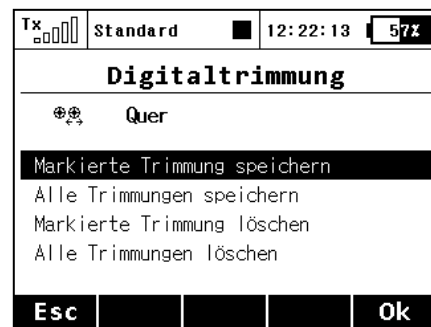 Tx Standard 12:22:13 57%
Digitaltrimmung
Quer
Markierte Trimmung speichern
Alle Trimmungen speichern
Markierte Trimmung löschen
Alle Trimmungen löschen
Esc Ok